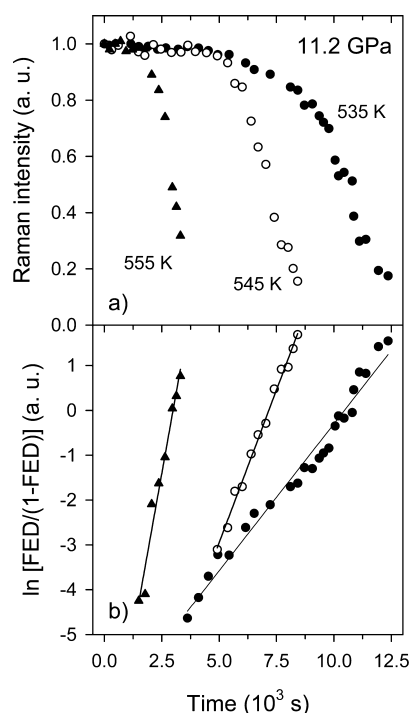 a)
11.2 GPa
Raman intensity (a. u.)
1.0
0.8
0.6
0.4
0.2
0.0
535 K
555 K
545 K
b)
ln [FED/(1-FED)] (a. u.)
1
0
-1
-2
-3
-4
-5
0.0 2.5 5.0 7.5 10.0 12.5
Time (10³ s)